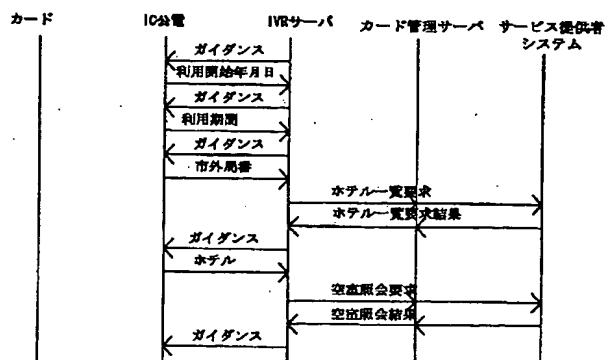 カード
IC公電
IVRサーバ
カード管理サーバ
サービス提供者
システム
ガイダンス
利用開始年月日
ガイダンス
利用期間
ガイダンス
市外局番
ホテル一覧要求
ホテル一覧要求結果
ガイダンス
ホテル
空室照会要求
空室照会結果
ガイダンス